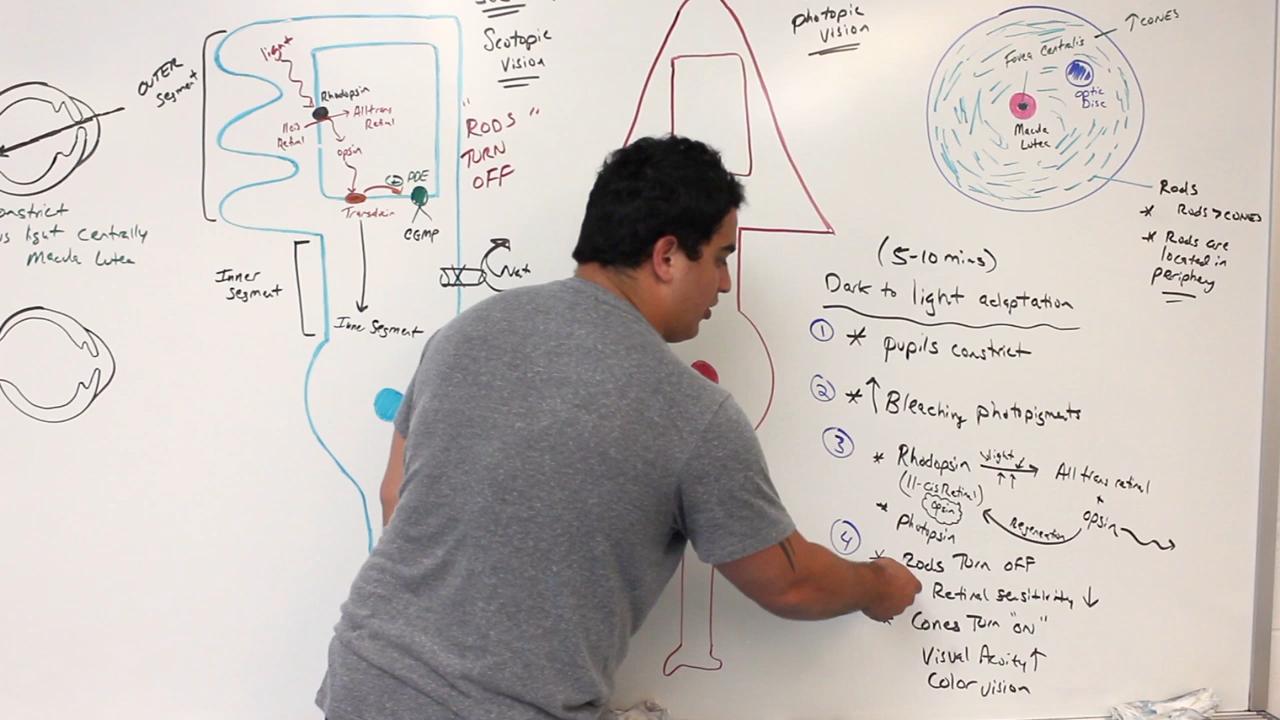 Scotopic
Vision
photopic
vision
↑ CONES
Fovea Centralis
optic
Disc
Macula
Lutea
Rods
* Rods > CONES
* Rods are
located in
periphery
OUTER
Segment
light
Rhodopsin
All trans
Retinal
Retinal
opsin
PDE
CGMP
"RODS"
TURN
OFF
constrict
light centrally
Macula Lutea
Inner
Segment
Inner Segment
Na+
(5-10 mins)
Dark to light adaptation
① * pupils constrict
② * ↑ Bleaching photopigments
③ * Rhodopsin light All trans retinal
(11-cis Retinal) +
opsin opsin
* photopsin Regeneration
④ * Rods Turn OFF
Retinal sensitivity ↓
* Cones Turn "on"
Visual Acuity ↑
Color vision